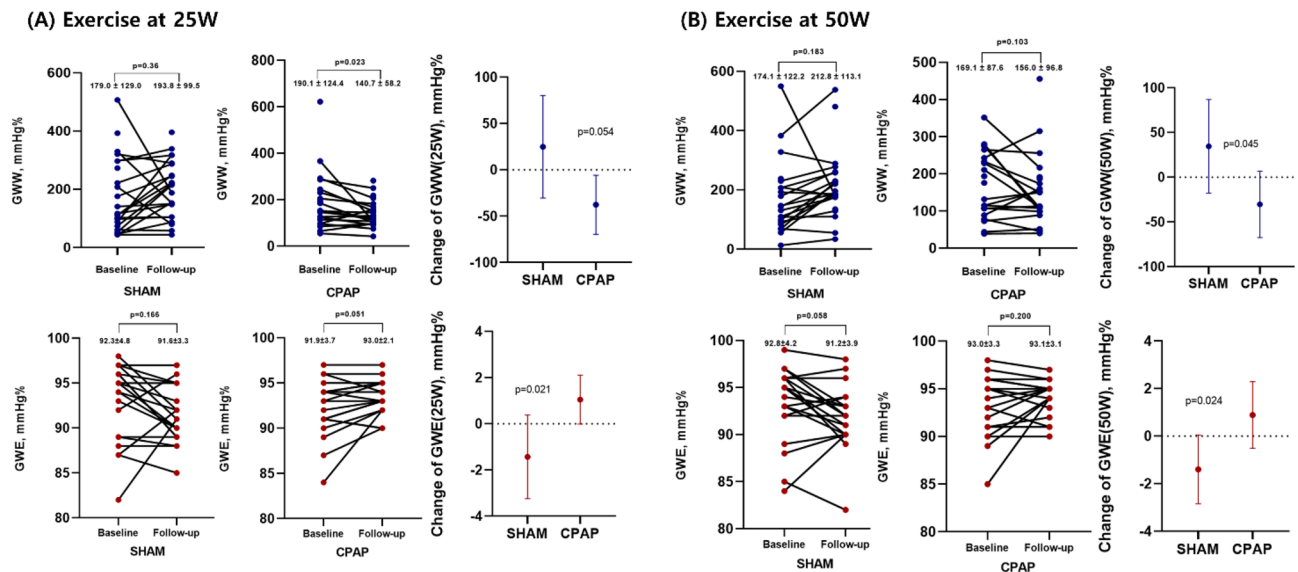 (A) Exercise at 25W
p=0.36
179.0 ± 129.0 193.8 ± 99.5
GWW, mmHg%
600
400
200
0
Baseline Follow-up
SHAM
p=0.023
190.1 ± 124.4 140.7 ± 58.2
GWW, mmHg%
800
600
400
200
0
Baseline Follow-up
CPAP
Change of GWW(25W), mmHg%
100
50
0
-50
-100
p=0.054
SHAM CPAP
p=0.166
92.3±4.8 91.6±3.3
GWE, mmHg%
100
95
90
85
80
Baseline Follow-up
SHAM
p=0.051
91.9±3.7 93.0±2.1
GWE, mmHg%
100
95
90
85
80
Baseline Follow-up
CPAP
Change of GWE(25W), mmHg%
4
2
0
-2
-4
p=0.021
SHAM CPAP
(B) Exercise at 50W
p=0.183
174.1 ± 122.2 212.8 ± 113.1
GWW, mmHg%
600
400
200
0
Baseline Follow-up
SHAM
p=0.103
169.1 ± 87.6 156.0 ± 96.8
GWW, mmHg%
500
400
300
200
100
0
Baseline Follow-up
CPAP
Change of GWW(50W), mmHg%
100
50
0
-50
-100
p=0.045
SHAM CPAP
p=0.058
92.8±4.2 91.2±3.9
GWE, mmHg%
100
95
90
85
80
Baseline Follow-up
SHAM
p=0.200
93.0±3.3 93.1±3.1
GWE, mmHg%
100
95
90
85
80
Baseline Follow-up
CPAP
Change of GWE(50W), mmHg%
4
2
0
-2
-4
p=0.024
SHAM CPAP